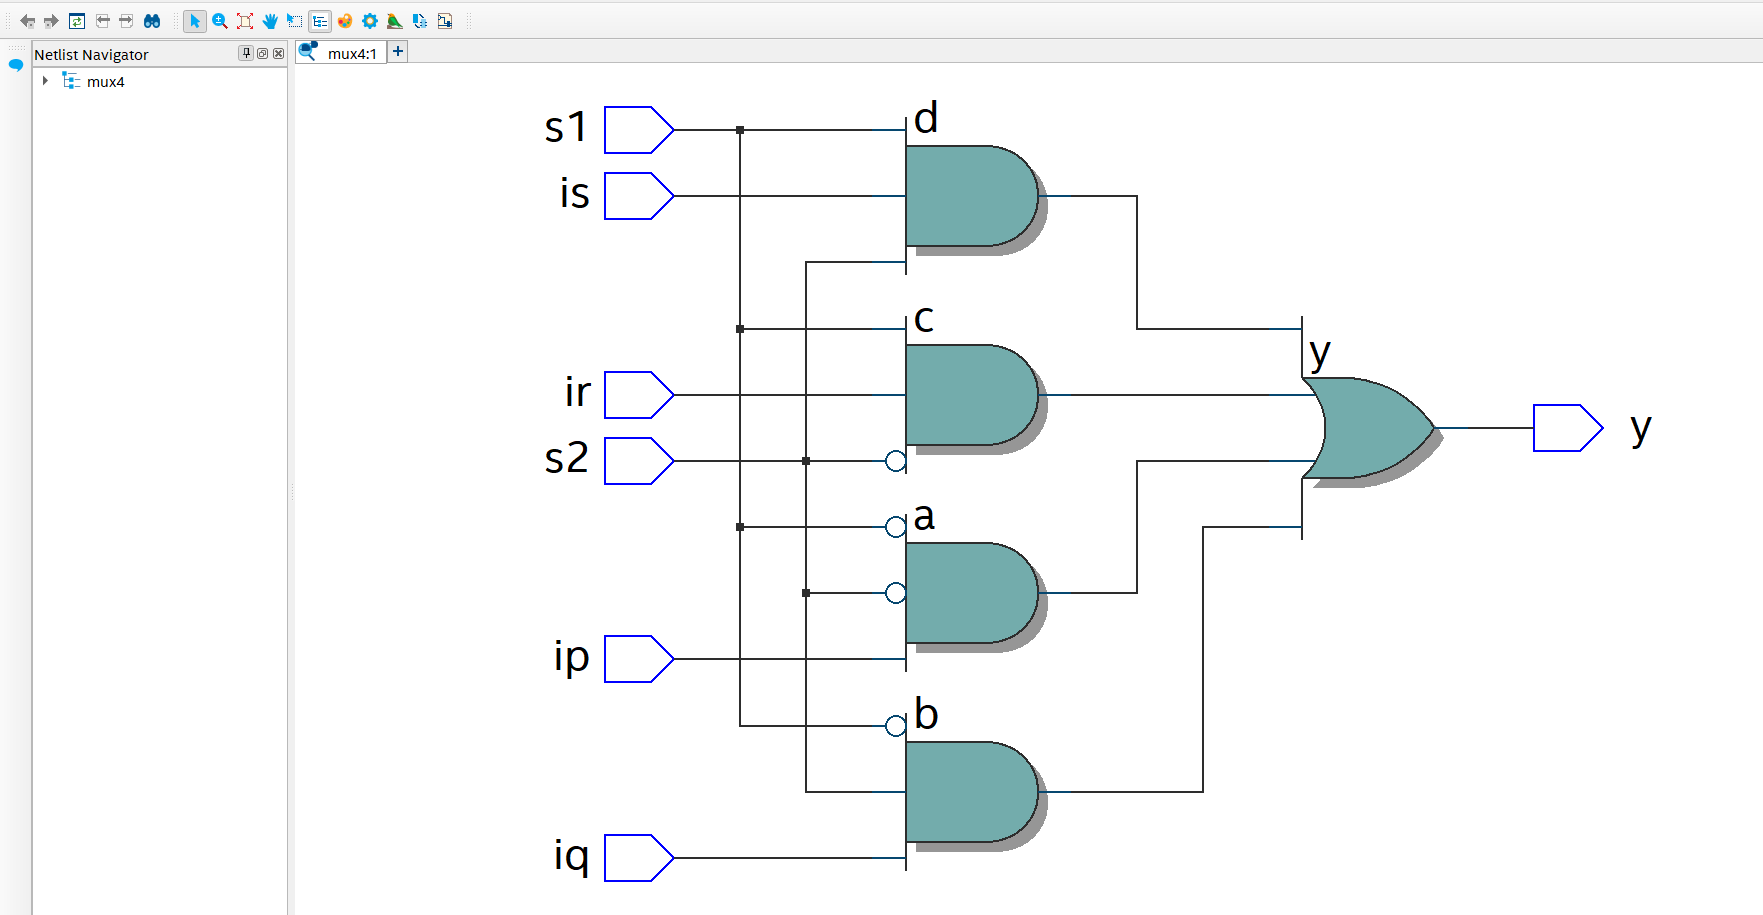 Netlist Navigator
mux4:1
+
mux4
s1
d
is
c
y
ir
y
s2
a
ip
b
iq